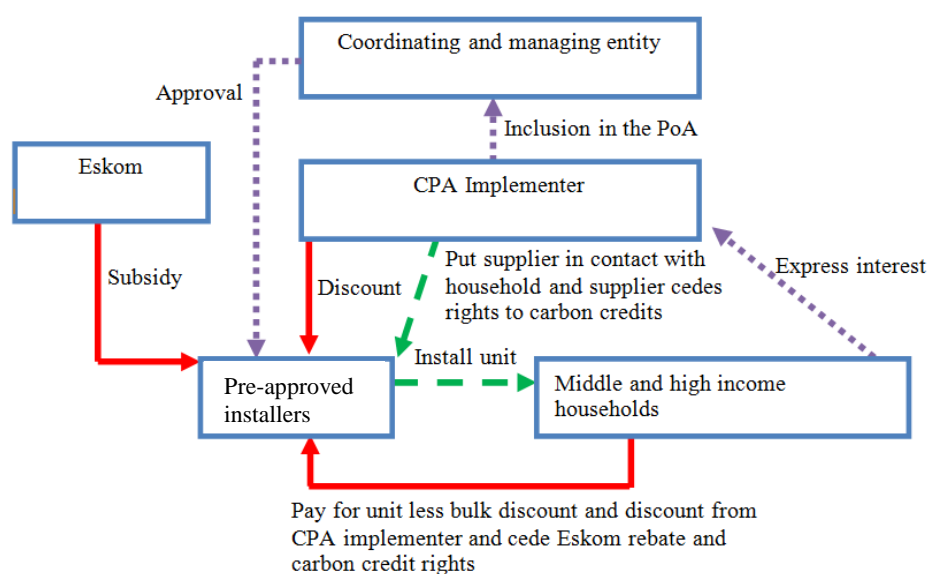 Coordinating and managing entity
Approval
Inclusion in the PoA
Eskom
CPA Implementer
Subsidy
Discount
Put supplier in contact with
household and supplier cedes
rights to carbon credits
Express interest
Install unit
Pre-approved
installers
Middle and high income
households
Pay for unit less bulk discount and discount from
CPA implementer and cede Eskom rebate and
carbon credit rights